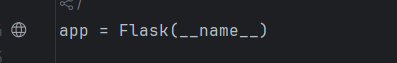 app = Flask(__name__)